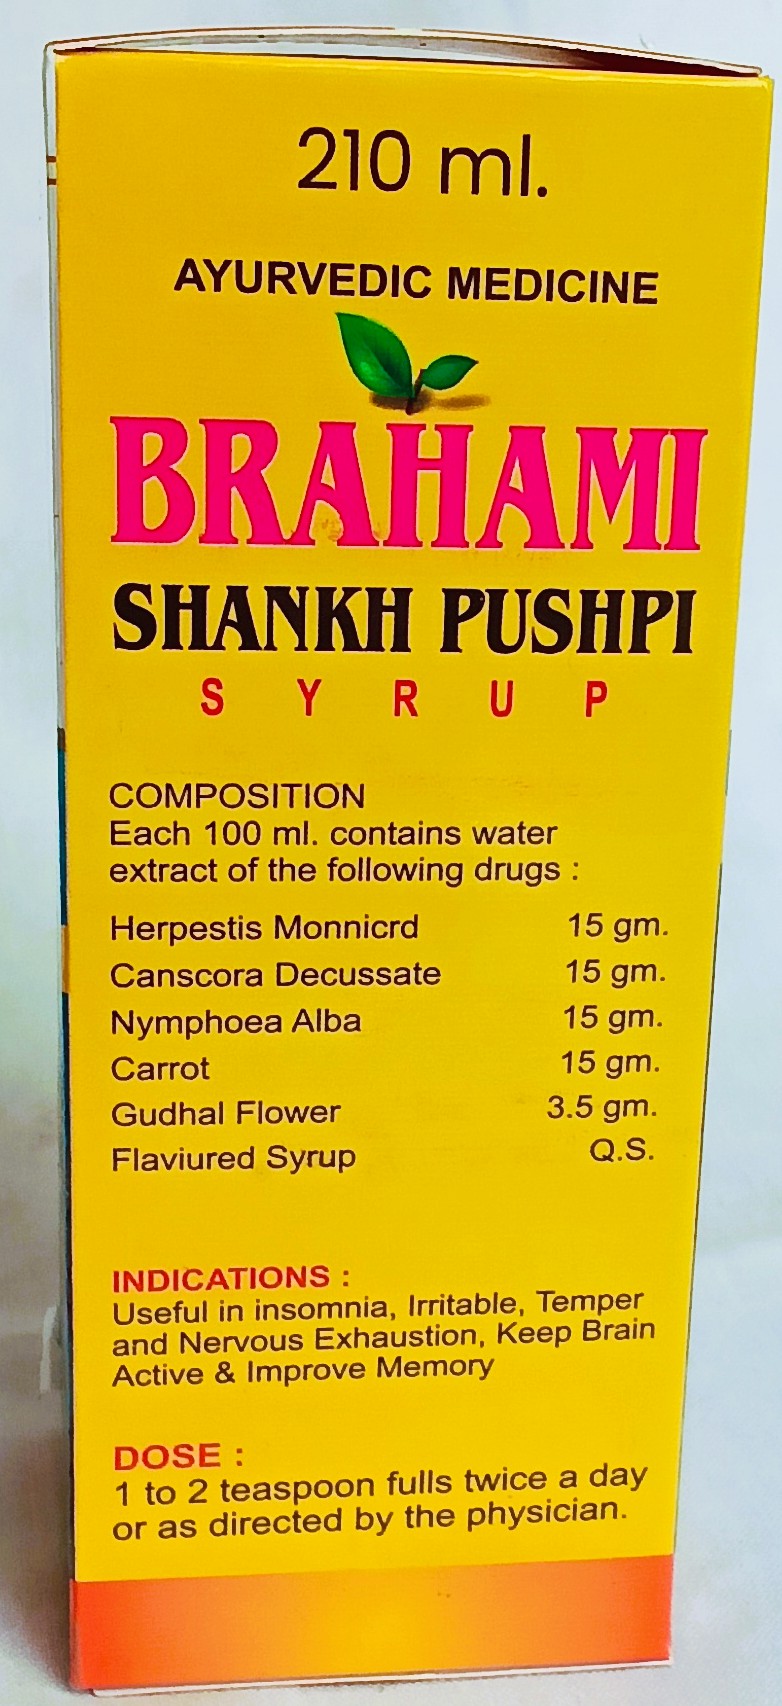 210 ml.
AYURVEDIC MEDICINE
BRAHAMI
SHANKH PUSHPI
SYRUP
COMPOSITION
Each 100 ml. contains water
extract of the following drugs :
Herpestis Monnicrd 15 gm.
Canscora Decussate 15 gm.
Nymphoea Alba 15 gm.
Carrot 15 gm.
Gudhal Flower 3.5 gm.
Flaviured Syrup Q.S.
INDICATIONS :
Useful in insomnia, Irritable, Temper
and Nervous Exhaustion, Keep Brain
Active & Improve Memory
DOSE :
1 to 2 teaspoon fulls twice a day
or as directed by the physician.